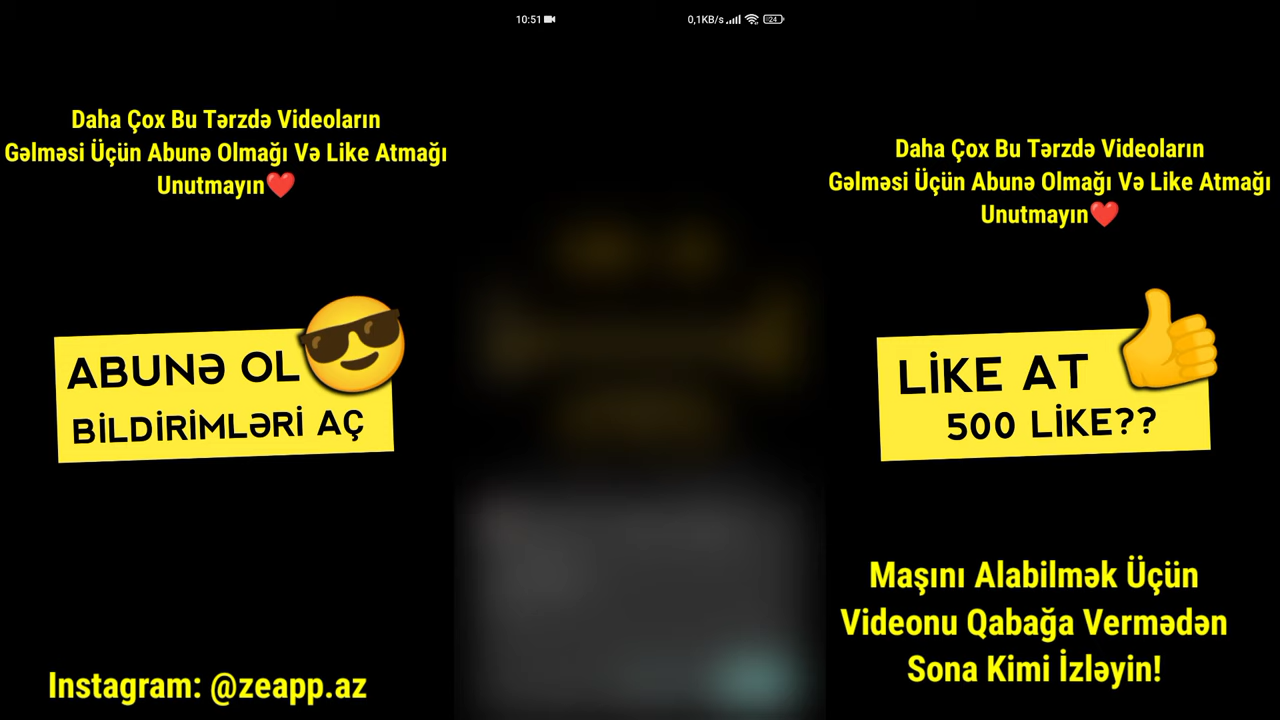 10:51
0,1KB/s
24
Daha Çox Bu Tərzdə Videoların
Gəlməsi Üçün Abunə Olmağı Və Like Atmağı
Unutmayın❤️
ABUNƏ OL
BİLDİRİMLƏRİ AÇ
Instagram: @zeapp.az
Daha Çox Bu Tərzdə Videoların
Gəlməsi Üçün Abunə Olmağı Və Like Atmağı
Unutmayın❤️
LİKE AT
500 LİKE??
Maşını Alabilmək Üçün
Videonu Qabağa Vermədən
Sona Kimi İzləyin!